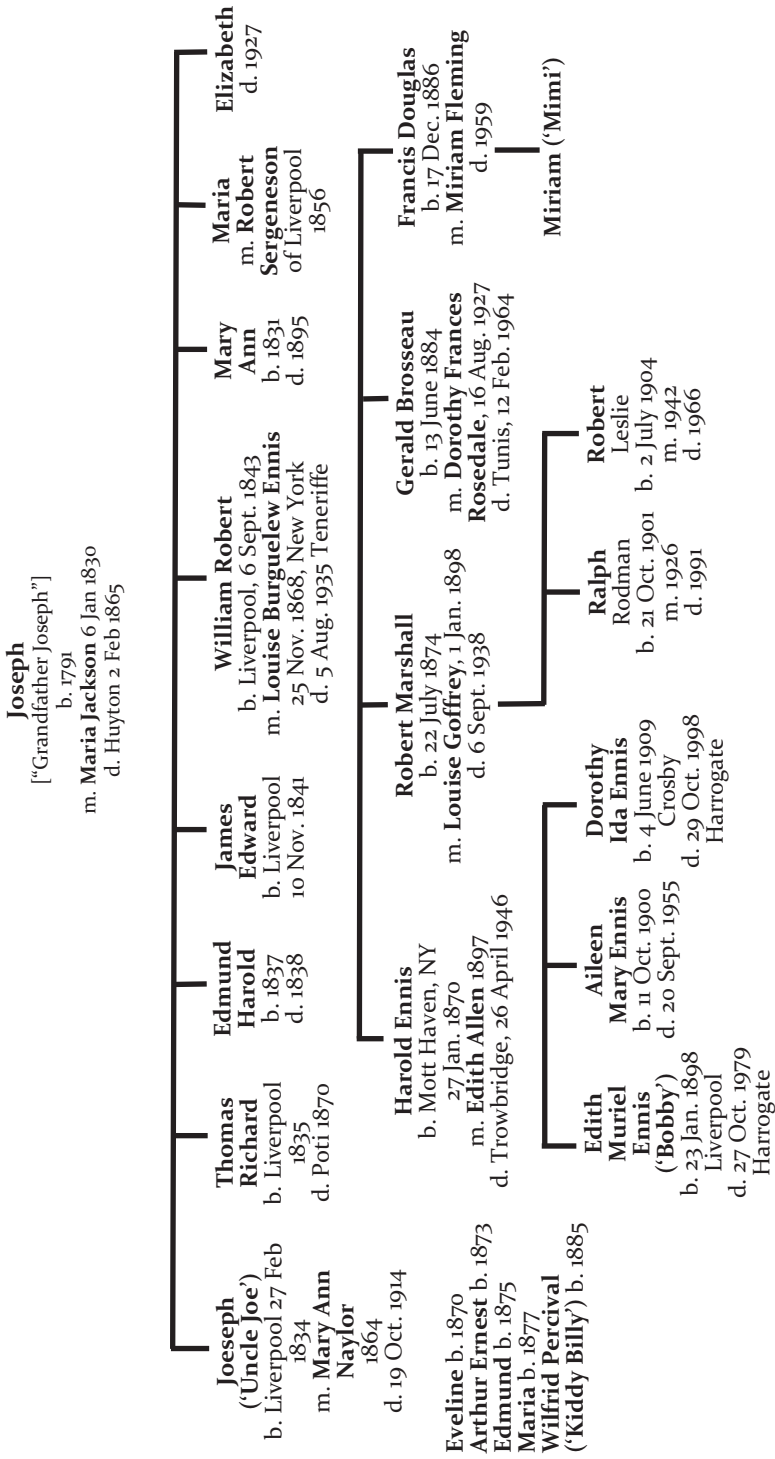 Joseph
["Grandfather Joseph"]
b. 1791
m. Maria Jackson 6 Jan 1830
d. Huyton 2 Feb 1865
Joeseph
('Uncle Joe')
b. Liverpool 27 Feb
1834
m. Mary Ann
Naylor
1864
d. 19 Oct. 1914
Thomas
Richard
b. Liverpool
1835
d. Poti 1870
Edmund
Harold
b. 1837
d. 1838
James
Edward
b. Liverpool
10 Nov. 1841
William Robert
b. Liverpool, 6 Sept. 1843
m. Louise Burguelew Ennis
25 Nov. 1868, New York
d. 5 Aug. 1935 Teneriffe
Mary
Ann
b. 1831
d. 1895
Maria
m. Robert
Sergeneson
of Liverpool
1856
Elizabeth
d. 1927
Eveline b. 1870
Arthur Ernest b. 1873
Edmund b. 1875
Maria b. 1877
Wilfrid Percival
('Kiddy Billy') b. 1885
Harold Ennis
b. Mott Haven, NY
27 Jan. 1870
m. Edith Allen 1897
d. Trowbridge, 26 April 1946
Robert Marshall
b. 22 July 1874
m. Louise Goffrey, 1 Jan. 1898
d. 6 Sept. 1938
Gerald Brosseau
b. 13 June 1884
m. Dorothy Frances
Rosedale, 16 Aug. 1927
d. Tunis, 12 Feb. 1964
Francis Douglas
b. 17 Dec. 1886
m. Miriam Fleming
d. 1959
Edith
Muriel
Ennis
('Bobby')
b. 23 Jan. 1898
Liverpool
d. 27 Oct. 1979
Harrogate
Aileen
Mary Ennis
b. 11 Oct. 1900
d. 20 Sept. 1955
Dorothy
Ida Ennis
b. 4 June 1909
Crosby
d. 29 Oct. 1998
Harrogate
Ralph
Rodman
b. 21 Oct. 1901
m. 1926
d. 1991
Robert
Leslie
b. 2 July 1904
m. 1942
d. 1966
Miriam ('Mimi')